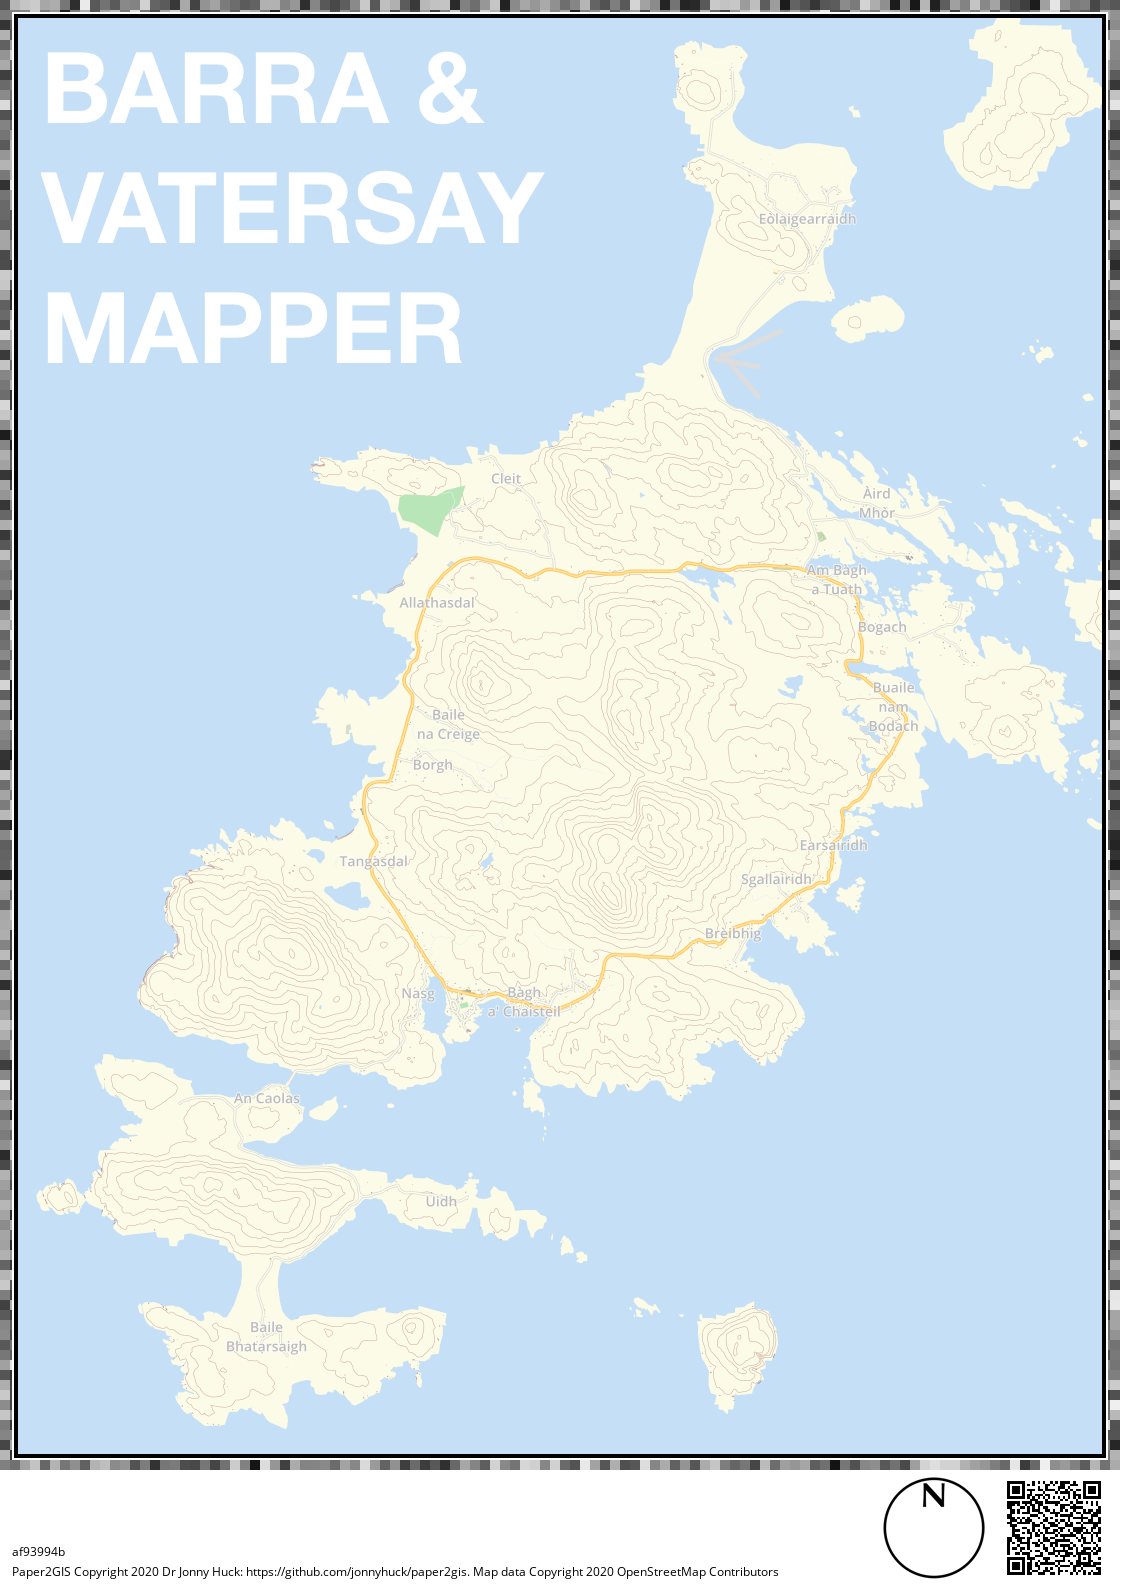 BARRA &
VATERSAY
MAPPER
Eòlaigearraidh
Cleit
Àird
Mhòr
Am Bàgh
a Tuath
Allathasdal
Bogach
Buaile
nam
Bodach
Baile
na Creige
Borgh
Earsairidh
Tangasdal
Sgallairidh
Brèibhig
Nasg
Bàgh
a' Chaisteil
An Caolas
Uidh
Baile
Bhatarsaigh
N
af93994b
Paper2GIS Copyright 2020 Dr Jonny Huck: https://github.com/jonnyhuck/paper2gis. Map data Copyright 2020 OpenStreetMap Contributors